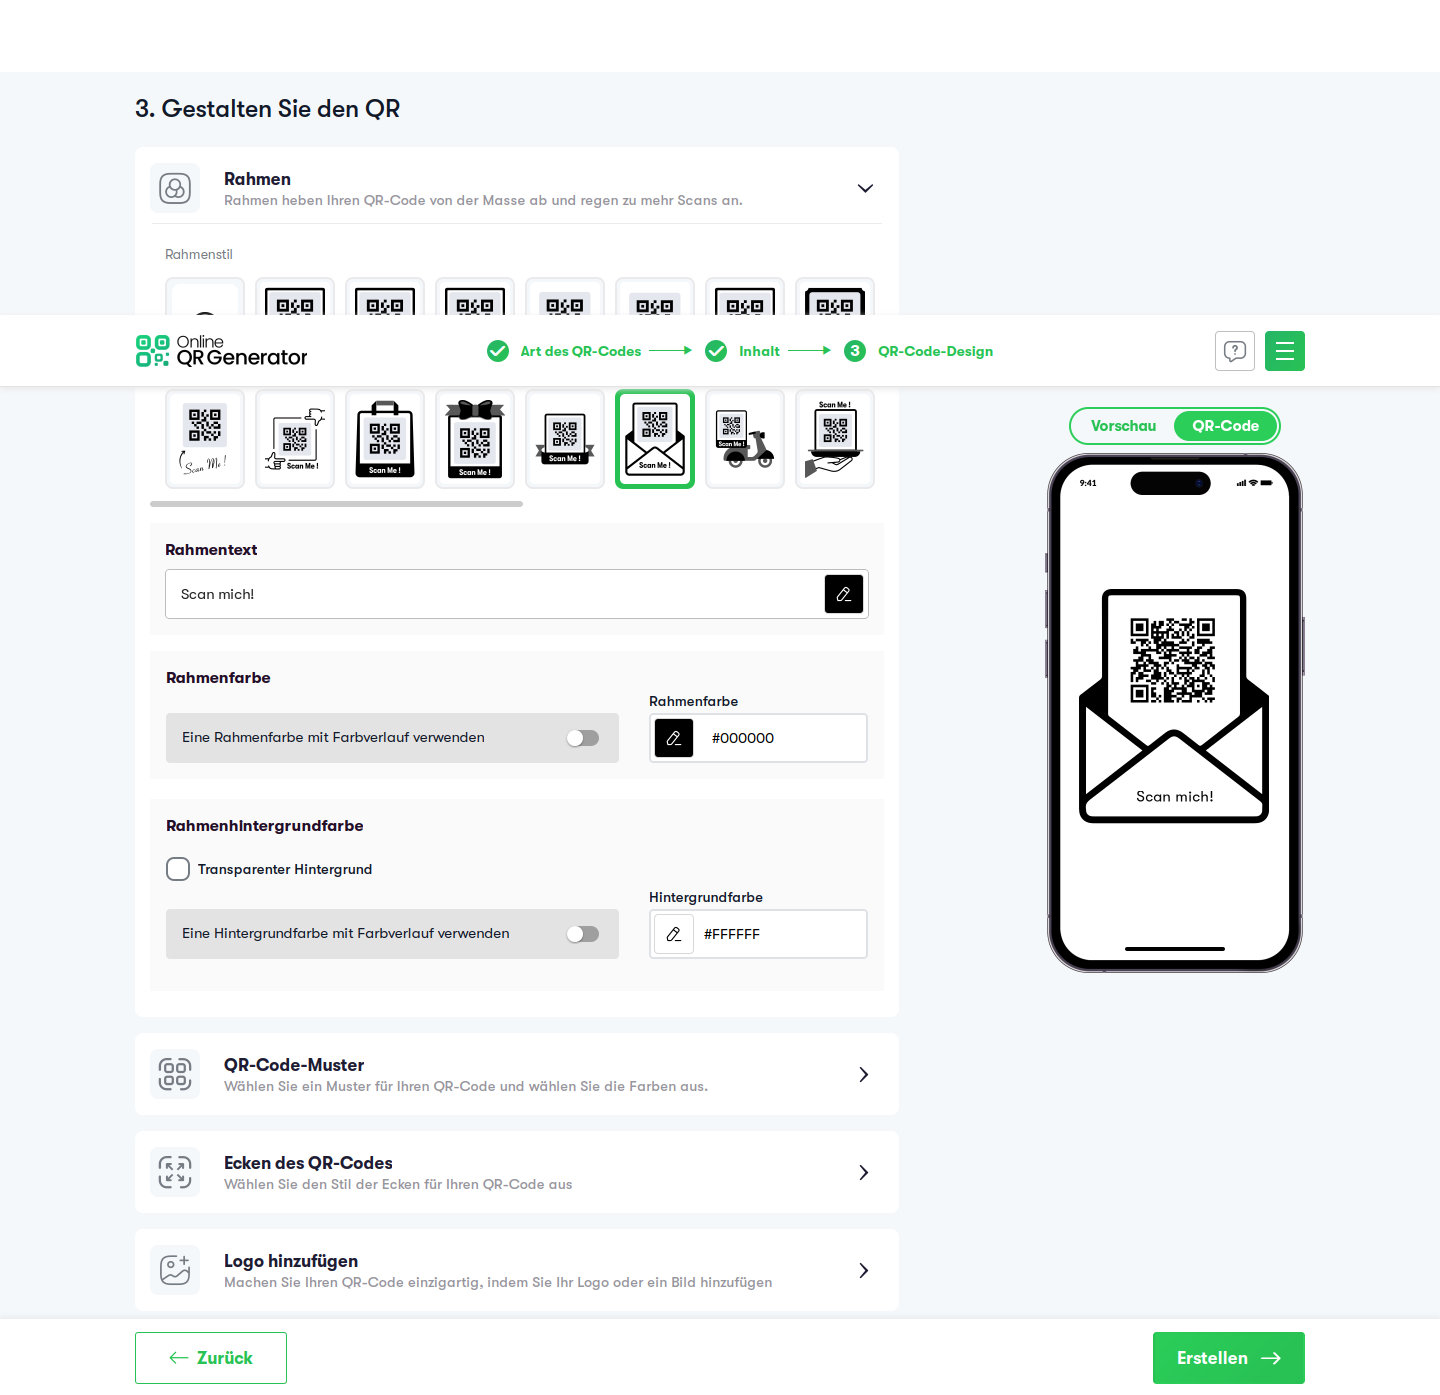 3. Gestalten Sie den QR
Rahmen
Rahmen heben Ihren QR-Code von der Masse ab und regen zu mehr Scans an.
Rahmenstil
Online
QR Generator
Art des QR-Codes
Inhalt
3 QR-Code-Design
Scan Me !
Scan Me !
Scan Me !
Scan Me !
Scan Me !
Scan Me !
Scan Me !
Scan Me !
Vorschau
QR-Code
9:41
Rahmentext
Scan mich!
Rahmenfarbe
Rahmenfarbe
Eine Rahmenfarbe mit Farbverlauf verwenden
#000000
Scan mich!
Rahmenhintergrundfarbe
Transparenter Hintergrund
Hintergrundfarbe
Eine Hintergrundfarbe mit Farbverlauf verwenden
#FFFFFF
QR-Code-Muster
Wählen Sie ein Muster für Ihren QR-Code und wählen Sie die Farben aus.
Ecken des QR-Codes
Wählen Sie den Stil der Ecken für Ihren QR-Code aus
Logo hinzufügen
Machen Sie Ihren QR-Code einzigartig, indem Sie Ihr Logo oder ein Bild hinzufügen
Zurück
Erstellen